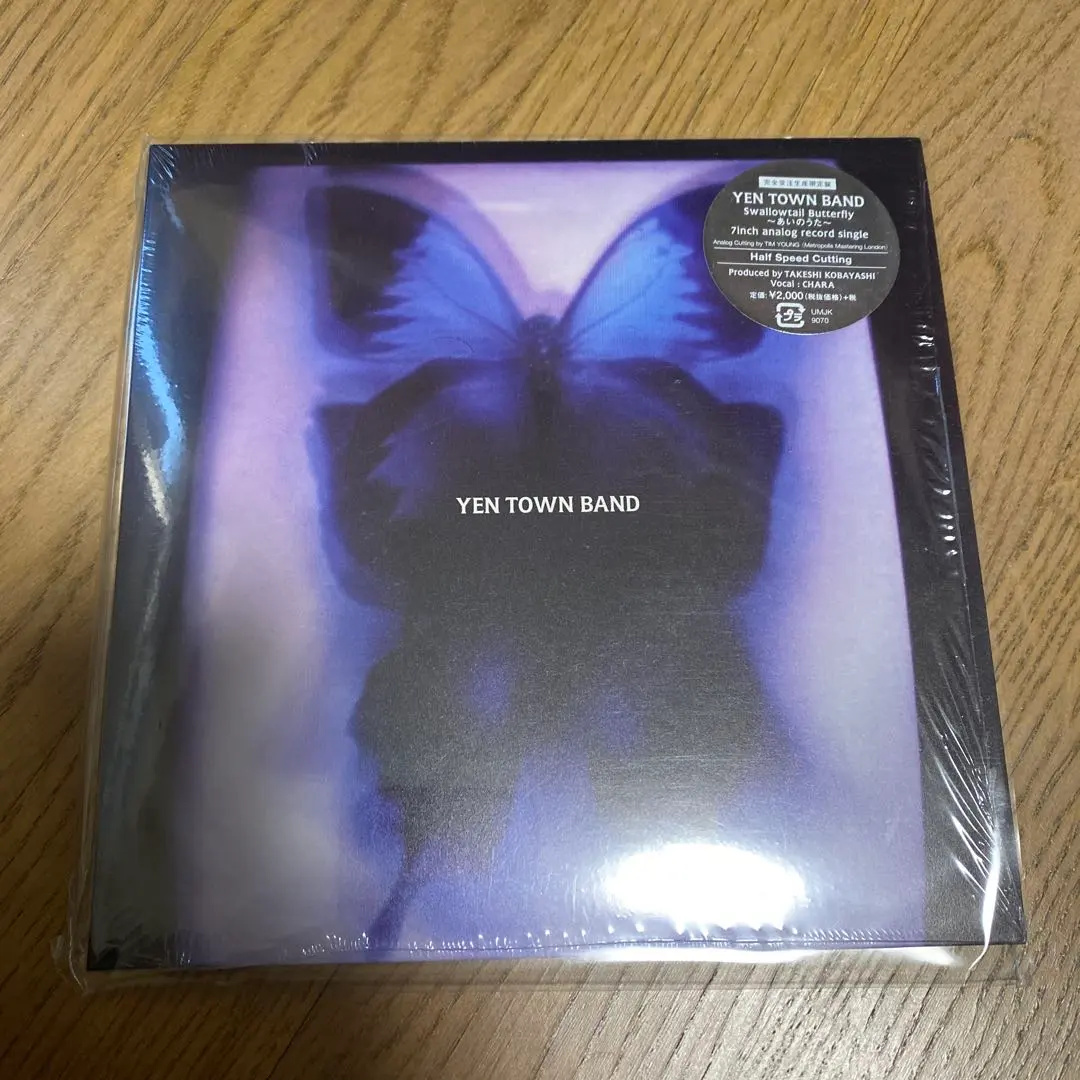 完全受注生産限定盤
YEN TOWN BAND
Swallowtail Butterfly
～あいのうた～
7inch analog record single
Analog Cutting by TIM YOUNG (Metropolis Mastering London)
Half Speed Cutting
Produced by TAKESHI KOBAYASHI
Vocal : CHARA
定価: ¥2,000(税抜価格)+税
プラ
UMJK
9070
YEN TOWN BAND